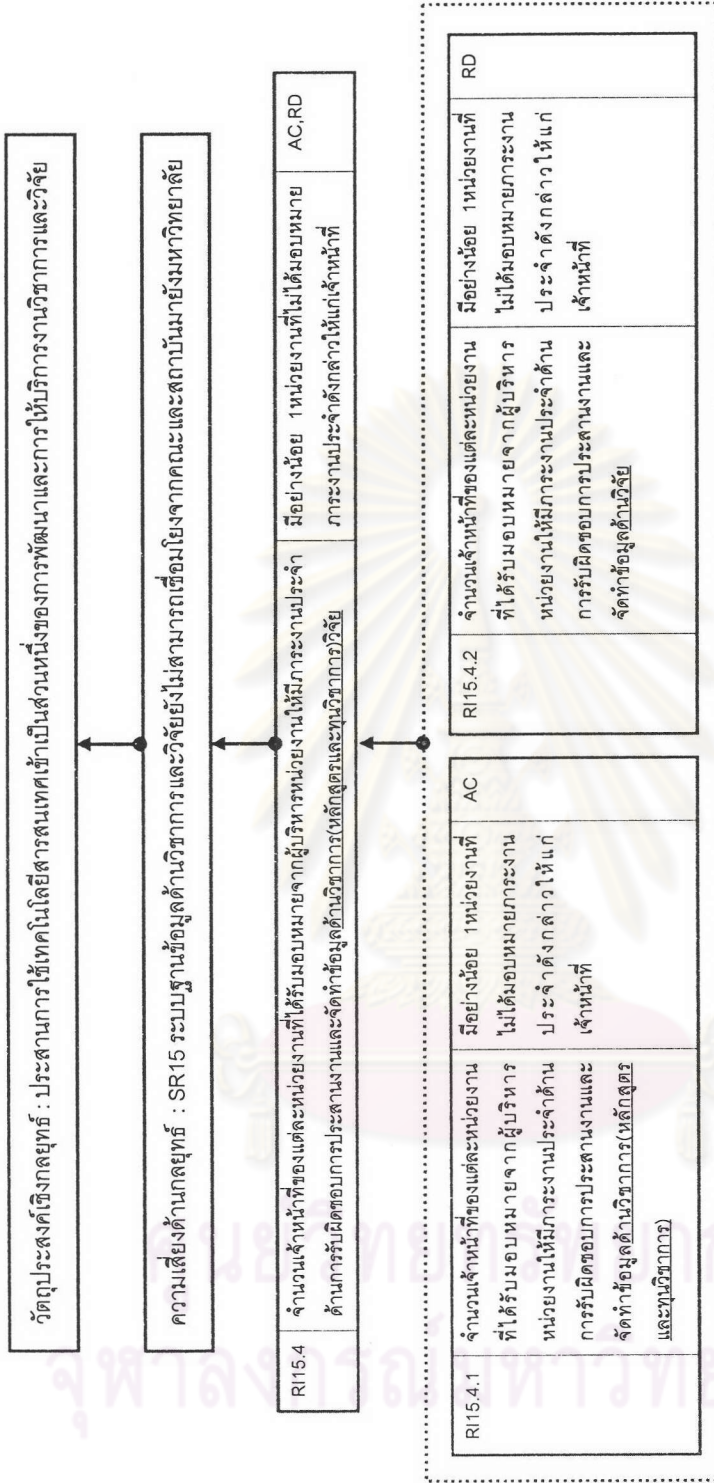 วัตถุประสงค์เชิงกลยุทธ์ : ประสานการใช้เทคโนโลยีสารสนเทศเข้าเป็นส่วนหนึ่งของการพัฒนาและการให้บริการงานวิชาการและวิจัย
ความเสี่ยงด้านกลยุทธ์ : SR15 ระบบฐานข้อมูลด้านวิชาการและวิจัยยังไม่สามารถเชื่อมโยงจากคณะและสถาบันมายังมหาวิทยาลัย
RI15.4
จำนวนเจ้าหน้าที่ของแต่ละหน่วยงานที่ได้รับมอบหมายจากผู้บริหารหน่วยงานให้มีภาระงานประจำ
ด้านการรับผิดชอบการประสานงานและจัดทำข้อมูลด้านวิชาการ(หลักสูตรและทุนวิชาการ)วิจัย
มีอย่างน้อย 1หน่วยงานที่ไม่ได้มอบหมาย
ภาระงานประจำดังกล่าวให้แก่เจ้าหน้าที่
AC,RD
RI15.4.1
จำนวนเจ้าหน้าที่ของแต่ละหน่วยงาน
ที่ได้รับมอบหมายจากผู้บริหาร
หน่วยงานให้มีภาระงานประจำด้าน
การรับผิดชอบการประสานงานและ
จัดทำข้อมูลด้านวิชาการ(หลักสูตร
และทุนวิชาการ)
มีอย่างน้อย 1หน่วยงานที่
ไม่ได้มอบหมายภาระงาน
ประจำดังกล่าวให้แก่
เจ้าหน้าที่
AC
RI15.4.2
จำนวนเจ้าหน้าที่ของแต่ละหน่วยงาน
ที่ได้รับมอบหมายจากผู้บริหาร
หน่วยงานให้มีภาระงานประจำด้าน
การรับผิดชอบการประสานงานและ
จัดทำข้อมูลด้านวิจัย
มีอย่างน้อย 1หน่วยงานที่
ไม่ได้มอบหมายภาระงาน
ประจำดังกล่าวให้แก่
เจ้าหน้าที่
RD